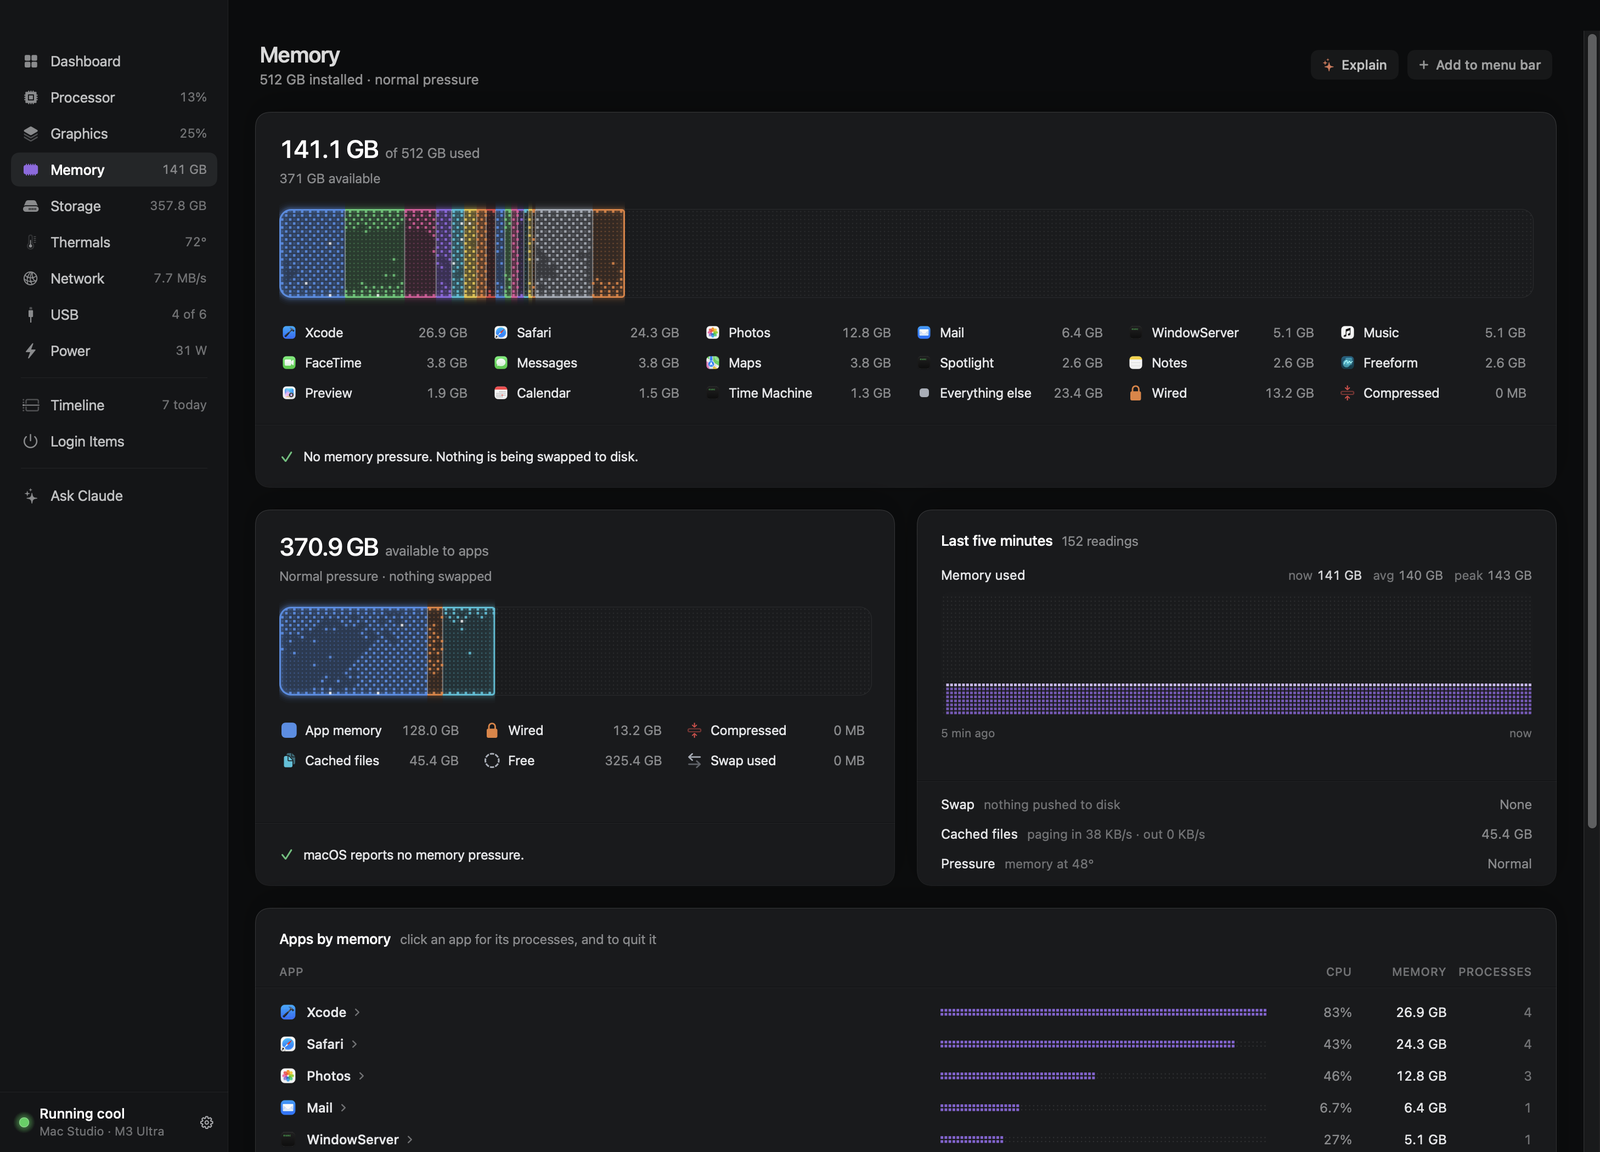 Dashboard
Processor 13%
Graphics 25%
Memory 141 GB
Storage 357.8 GB
Thermals 72°
Network 7.7 MB/s
USB 4 of 6
Power 31 W
Timeline 7 today
Login Items
Ask Claude
Running cool
Mac Studio · M3 Ultra
Memory
512 GB installed · normal pressure
Explain
+ Add to menu bar
141.1 GB of 512 GB used
371 GB available
Xcode 26.9 GB Safari 24.3 GB Photos 12.8 GB Mail 6.4 GB WindowServer 5.1 GB Music 5.1 GB
FaceTime 3.8 GB Messages 3.8 GB Maps 3.8 GB Spotlight 2.6 GB Notes 2.6 GB Freeform 2.6 GB
Preview 1.9 GB Calendar 1.5 GB Time Machine 1.3 GB Everything else 23.4 GB Wired 13.2 GB Compressed 0 MB
No memory pressure. Nothing is being swapped to disk.
370.9 GB available to apps
Normal pressure · nothing swapped
App memory 128.0 GB Wired 13.2 GB Compressed 0 MB
Cached files 45.4 GB Free 325.4 GB Swap used 0 MB
macOS reports no memory pressure.
Last five minutes 152 readings
Memory used now 141 GB avg 140 GB peak 143 GB
5 min ago now
Swap nothing pushed to disk None
Cached files paging in 38 KB/s · out 0 KB/s 45.4 GB
Pressure memory at 48° Normal
Apps by memory click an app for its processes, and to quit it
APP CPU MEMORY PROCESSES
Xcode 83% 26.9 GB 4
Safari 43% 24.3 GB 4
Photos 46% 12.8 GB 3
Mail 6.7% 6.4 GB 1
WindowServer 27% 5.1 GB 1